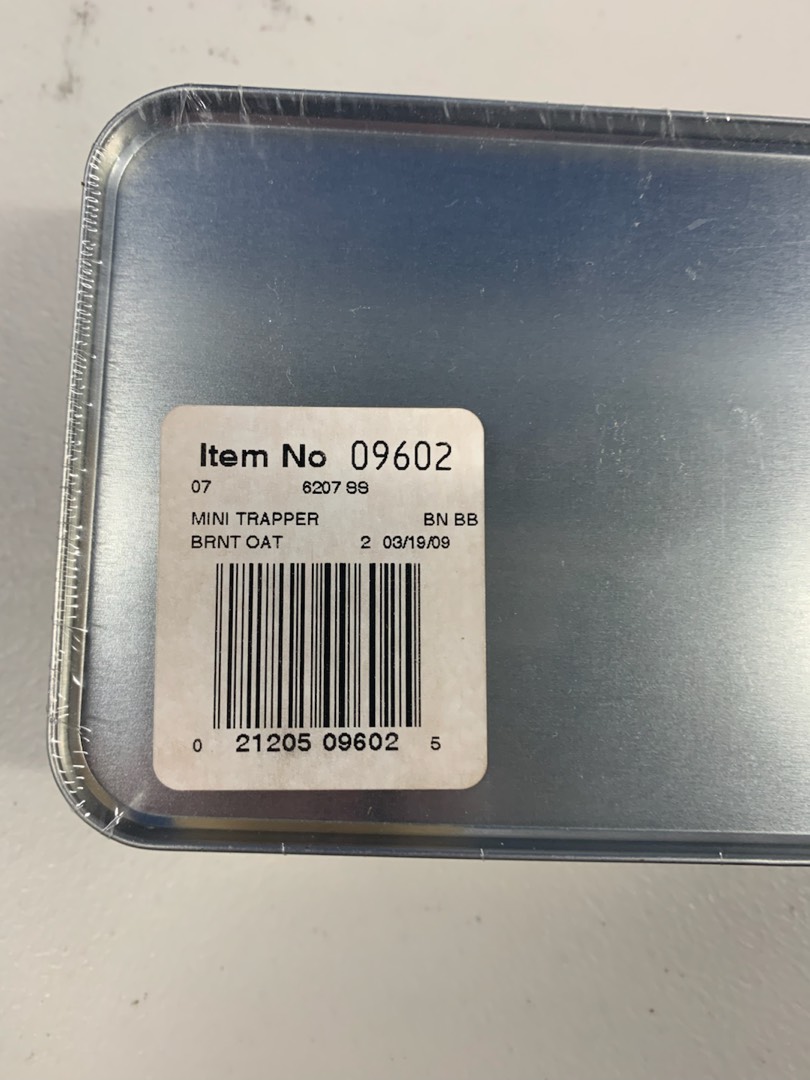 Item No 09602
07 6207 SS
MINI TRAPPER BN BB
BRNT OAT 2 03/19/09
0 21205 09602 5